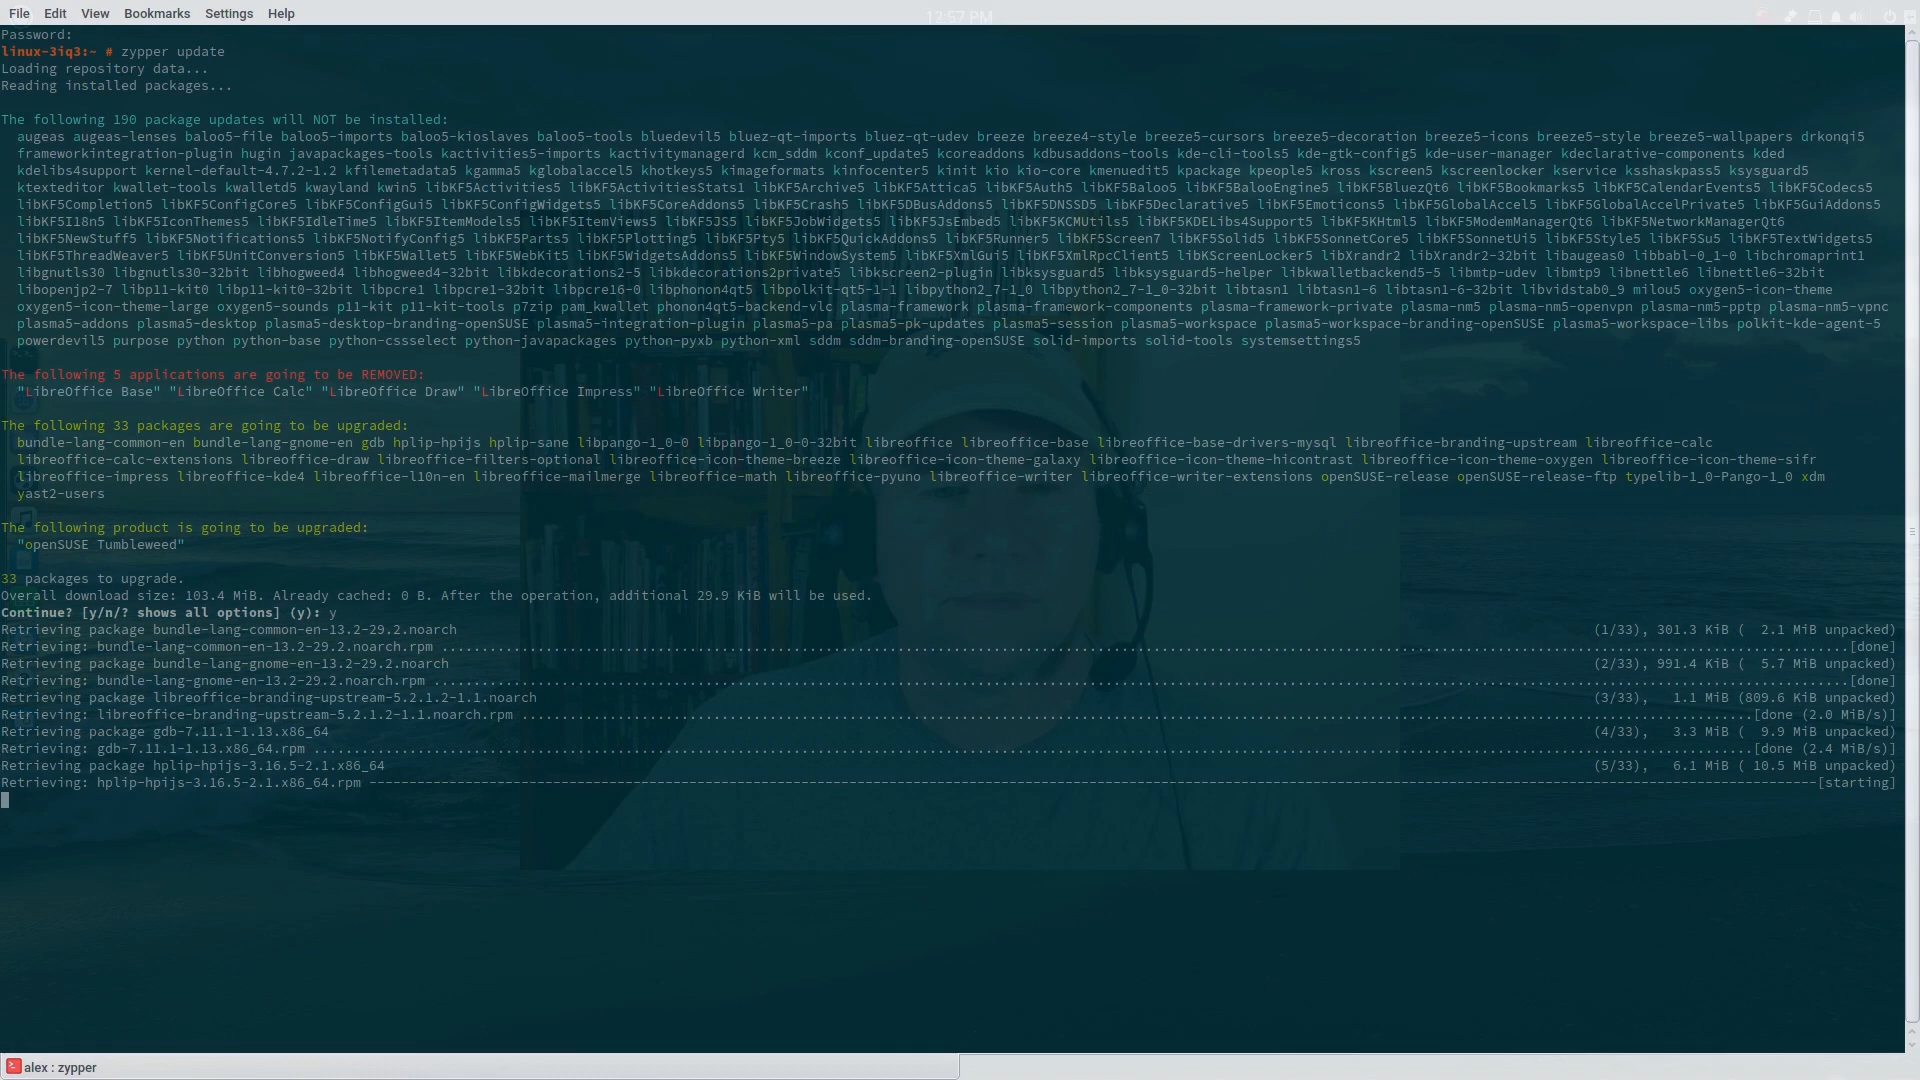 File Edit View Bookmarks Settings Help
12:57 PM
Password:
linux-3iq3:~ # zypper update
Loading repository data...
Reading installed packages...
The following 190 package updates will NOT be installed:
augeas augeas-lenses baloo5-file baloo5-imports baloo5-kioslaves baloo5-tools bluedevil5 bluez-qt-imports bluez-qt-udev breeze breeze4-style breeze5-cursors breeze5-decoration breeze5-icons breeze5-style breeze5-wallpapers drkonqi5
frameworkintegration-plugin hugin javapackages-tools kactivities5-imports kactivitymanagerd kcm_sddm kconf_update5 kcoreaddons kdbusaddons-tools kde-cli-tools5 kde-gtk-config5 kde-user-manager kdeclarative-components kded
kdelibs4support kernel-default-4.7.2-1.2 kfilemetadata5 kgamma5 kglobalaccel5 khotkeys5 kimageformats kinfocenter5 kinit kio kio-core kmenuedit5 kpackage kpeople5 kross kscreen5 kscreenlocker kservice ksshaskpass5 ksysguard5
ktexteditor kwallet-tools kwalletd5 kwayland kwin5 libKF5Activities5 libKF5ActivitiesStats1 libKF5Archive5 libKF5Attica5 libKF5Auth5 libKF5Baloo5 libKF5BalooEngine5 libKF5BluezQt6 libKF5Bookmarks5 libKF5CalendarEvents5 libKF5Codecs5
libKF5Completion5 libKF5ConfigCore5 libKF5ConfigGui5 libKF5ConfigWidgets5 libKF5CoreAddons5 libKF5Crash5 libKF5DBusAddons5 libKF5DNSSD5 libKF5Declarative5 libKF5Emoticons5 libKF5GlobalAccel5 libKF5GlobalAccelPrivate5 libKF5GuiAddons5
libKF5I18n5 libKF5IconThemes5 libKF5IdleTime5 libKF5ItemModels5 libKF5ItemViews5 libKF5JS5 libKF5JobWidgets5 libKF5JsEmbed5 libKF5KCMUtils5 libKF5KDELibs4Support5 libKF5KHtml5 libKF5ModemManagerQt6 libKF5NetworkManagerQt6
libKF5NewStuff5 libKF5Notifications5 libKF5NotifyConfig5 libKF5Parts5 libKF5Plotting5 libKF5Pty5 libKF5QuickAddons5 libKF5Runner5 libKF5Screen7 libKF5Solid5 libKF5SonnetCore5 libKF5SonnetUi5 libKF5Style5 libKF5Su5 libKF5TextWidgets5
libKF5ThreadWeaver5 libKF5UnitConversion5 libKF5Wallet5 libKF5WebKit5 libKF5WidgetsAddons5 libKF5WindowSystem5 libKF5XmlGui5 libKF5XmlRpcClient5 libKScreenLocker5 libXrandr2 libXrandr2-32bit libaugeas0 libbabl-0_1-0 libchromaprint1
libgnutls30 libgnutls30-32bit libhogweed4 libhogweed4-32bit libkdecorations2-5 libkdecorations2private5 libkscreen2-plugin libksysguard5 libksysguard5-helper libkwalletbackend5-5 libmtp-udev libmtp9 libnettle6 libnettle6-32bit
libopenjp2-7 libp11-kit0 libp11-kit0-32bit libpcre1 libpcre1-32bit libpcre16-0 libphonon4qt5 libpolkit-qt5-1-1 libpython2_7-1_0 libpython2_7-1_0-32bit libtasn1 libtasn1-6 libtasn1-6-32bit libvidstab0_9 milou5 oxygen5-icon-theme
oxygen5-icon-theme-large oxygen5-sounds p11-kit p11-kit-tools p7zip pam_kwallet phonon4qt5-backend-vlc plasma-framework plasma-framework-components plasma-framework-private plasma-nm5 plasma-nm5-openvpn plasma-nm5-pptp plasma-nm5-vpnc
plasma5-addons plasma5-desktop plasma5-desktop-branding-openSUSE plasma5-integration-plugin plasma5-pa plasma5-pk-updates plasma5-session plasma5-workspace plasma5-workspace-branding-openSUSE plasma5-workspace-libs polkit-kde-agent-5
powerdevil5 purpose python python-base python-cssselect python-javapackages python-pyxb python-xml sddm sddm-branding-openSUSE solid-imports solid-tools systemsettings5
The following 5 applications are going to be REMOVED:
"LibreOffice Base" "LibreOffice Calc" "LibreOffice Draw" "LibreOffice Impress" "LibreOffice Writer"
The following 33 packages are going to be upgraded:
bundle-lang-common-en bundle-lang-gnome-en gdb hplip-hpijs hplip-sane libpango-1_0-0 libpango-1_0-0-32bit libreoffice libreoffice-base libreoffice-base-drivers-mysql libreoffice-branding-upstream libreoffice-calc
libreoffice-calc-extensions libreoffice-draw libreoffice-filters-optional libreoffice-icon-theme-breeze libreoffice-icon-theme-galaxy libreoffice-icon-theme-hicontrast libreoffice-icon-theme-oxygen libreoffice-icon-theme-sifr
libreoffice-impress libreoffice-kde4 libreoffice-l10n-en libreoffice-mailmerge libreoffice-math libreoffice-pyuno libreoffice-writer libreoffice-writer-extensions openSUSE-release openSUSE-release-ftp typelib-1_0-Pango-1_0 xdm
yast2-users
The following product is going to be upgraded:
"openSUSE Tumbleweed"
33 packages to upgrade.
Overall download size: 103.4 MiB. Already cached: 0 B. After the operation, additional 29.9 KiB will be used.
Continue? [y/n/? shows all options] (y): y
Retrieving package bundle-lang-common-en-13.2-29.2.noarch (1/33), 301.3 KiB (  2.1 MiB unpacked)
Retrieving: bundle-lang-common-en-13.2-29.2.noarch.rpm ..........[done]
Retrieving package bundle-lang-gnome-en-13.2-29.2.noarch (2/33), 991.4 KiB (  5.7 MiB unpacked)
Retrieving: bundle-lang-gnome-en-13.2-29.2.noarch.rpm ..........[done]
Retrieving package libreoffice-branding-upstream-5.2.1.2-1.1.noarch (3/33),   1.1 MiB (809.6 KiB unpacked)
Retrieving: libreoffice-branding-upstream-5.2.1.2-1.1.noarch.rpm ..........[done (2.0 MiB/s)]
Retrieving package gdb-7.11.1-1.13.x86_64 (4/33),   3.3 MiB (  9.9 MiB unpacked)
Retrieving: gdb-7.11.1-1.13.x86_64.rpm ..........[done (2.4 MiB/s)]
Retrieving package hplip-hpijs-3.16.5-2.1.x86_64 (5/33),   6.1 MiB ( 10.5 MiB unpacked)
Retrieving: hplip-hpijs-3.16.5-2.1.x86_64.rpm ----------[starting]
alex : zypper